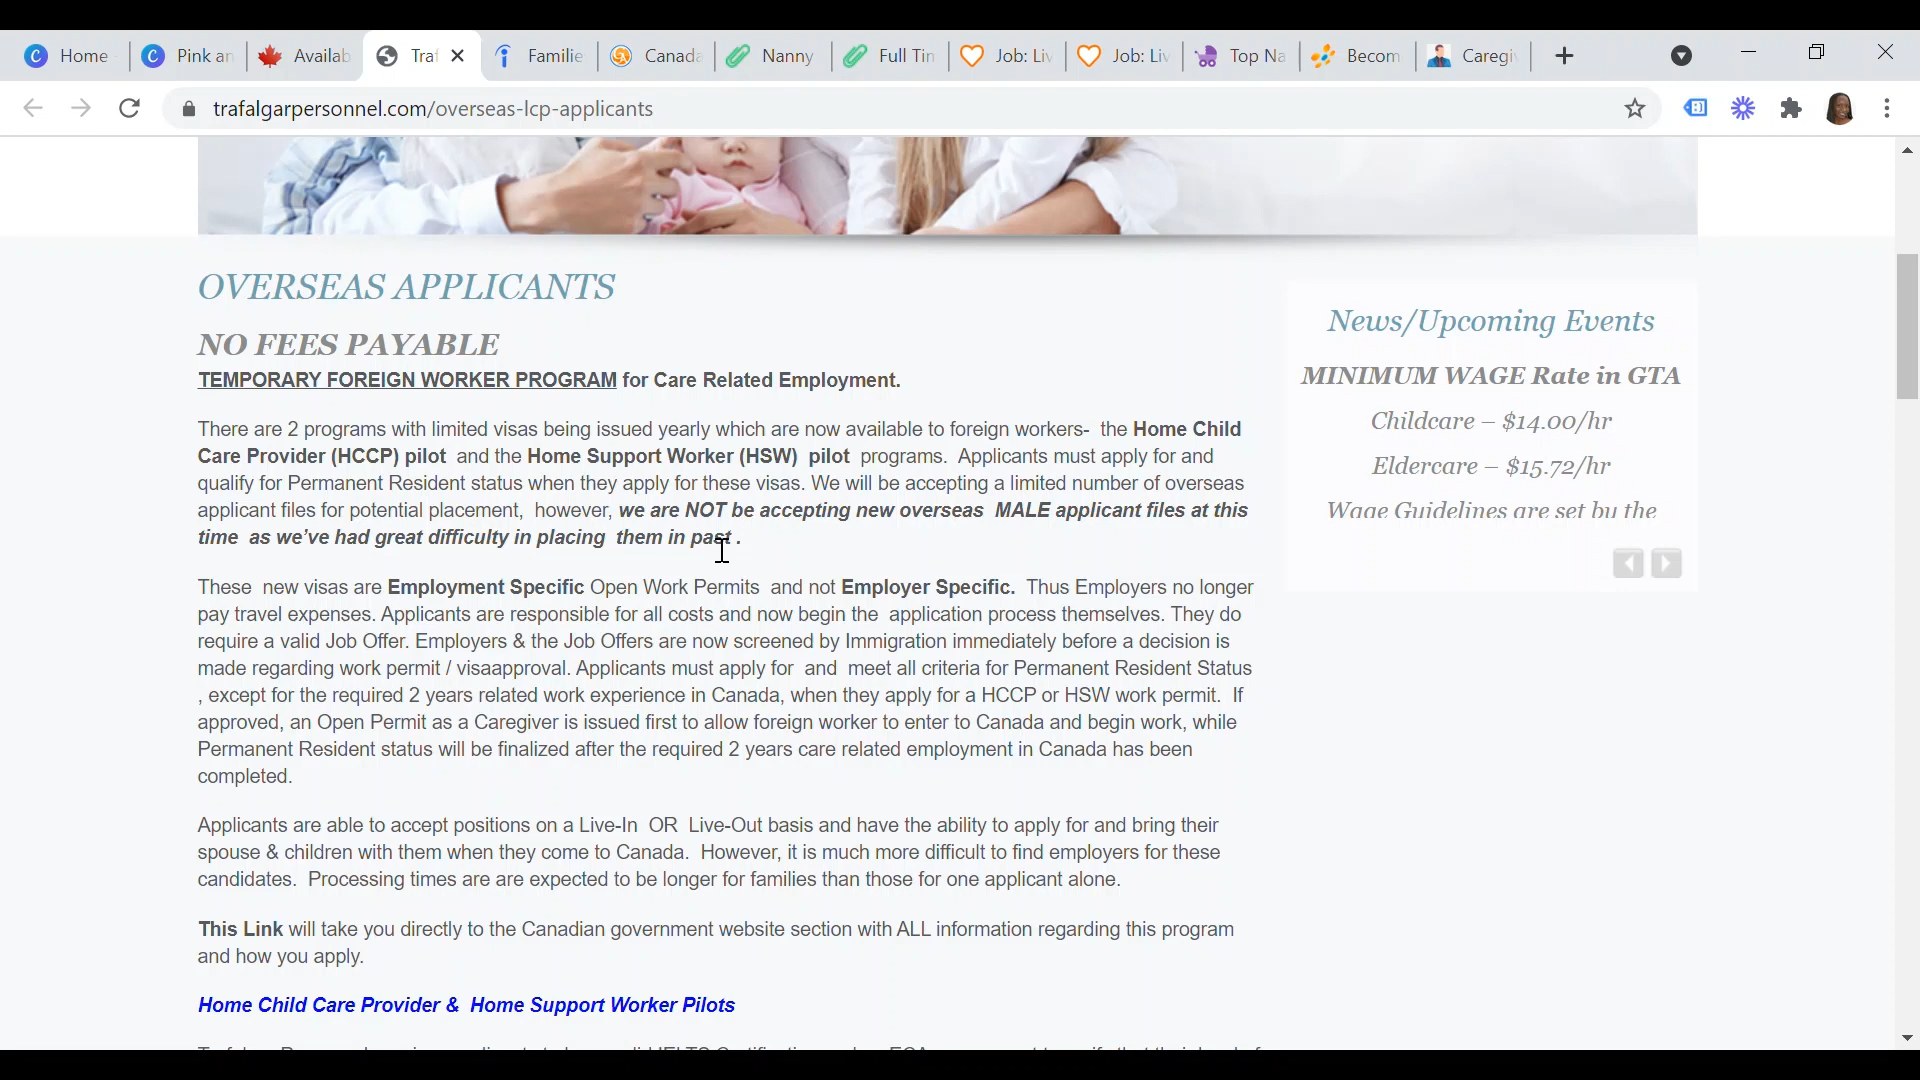 Home
Pink an
Availab
Traf
Familie
Canada
Nanny
Full Tin
Job: Liv
Job: Liv
Top Na
Becom
Caregi
trafalgarpersonnel.com/overseas-lcp-applicants
OVERSEAS APPLICANTS
NO FEES PAYABLE
TEMPORARY FOREIGN WORKER PROGRAM for Care Related Employment.
There are 2 programs with limited visas being issued yearly which are now available to foreign workers- the Home Child
Care Provider (HCCP) pilot and the Home Support Worker (HSW) pilot programs. Applicants must apply for and
qualify for Permanent Resident status when they apply for these visas. We will be accepting a limited number of overseas
applicant files for potential placement, however, we are NOT be accepting new overseas MALE applicant files at this
time as we've had great difficulty in placing them in past .
These new visas are Employment Specific Open Work Permits and not Employer Specific. Thus Employers no longer
pay travel expenses. Applicants are responsible for all costs and now begin the application process themselves. They do
require a valid Job Offer. Employers & the Job Offers are now screened by Immigration immediately before a decision is
made regarding work permit / visaapproval. Applicants must apply for and meet all criteria for Permanent Resident Status
, except for the required 2 years related work experience in Canada, when they apply for a HCCP or HSW work permit. If
approved, an Open Permit as a Caregiver is issued first to allow foreign worker to enter to Canada and begin work, while
Permanent Resident status will be finalized after the required 2 years care related employment in Canada has been
completed.
Applicants are able to accept positions on a Live-In OR Live-Out basis and have the ability to apply for and bring their
spouse & children with them when they come to Canada. However, it is much more difficult to find employers for these
candidates. Processing times are are expected to be longer for families than those for one applicant alone.
This Link will take you directly to the Canadian government website section with ALL information regarding this program
and how you apply.
Home Child Care Provider & Home Support Worker Pilots
News/Upcoming Events
MINIMUM WAGE Rate in GTA
Childcare – $14.00/hr
Eldercare – $15.72/hr
Wage Guidelines are set by the